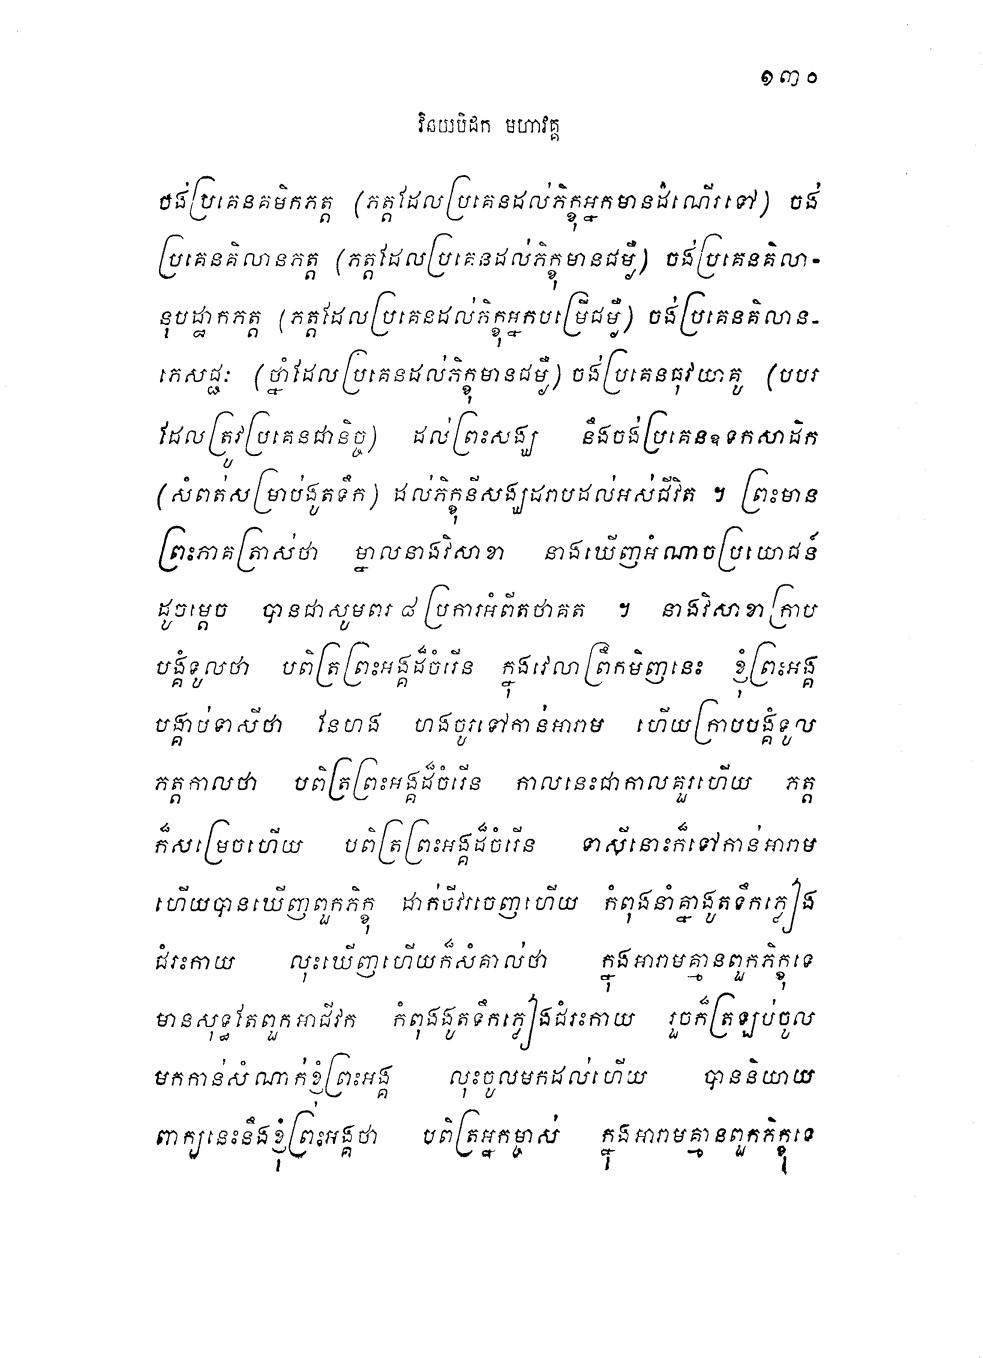 ១៣០
វិនយបិដក មហាវគ្គ
ចង់ប្រគេនគមិកភត្ត (ភត្តដែលប្រគេនដល់ភិក្ខុអ្នកមានដំណើរទៅ) ចង់
ប្រគេនគិលានភត្ត (ភត្តដែលប្រគេនដល់ភិក្ខុមានជម្ងឺ) ចង់ប្រគេនគិលា-
នុបដ្ឋាកភត្ត (ភត្តដែលប្រគេនដល់ភិក្ខុអ្នកបម្រើជម្ងឺ) ចង់ប្រគេនគិលាន-
ភេសជ្ជៈ (ថ្នាំដែលប្រគេនដល់ភិក្ខុមានជម្ងឺ) ចង់ប្រគេនធុវយាគូ (បបរ
ដែលត្រូវប្រគេនជានិច្ច) ដល់ព្រះសង្ឃ នឹងចង់ប្រគេនឧទកសាដិក
(សំពត់សម្រាប់ងូតទឹក) ដល់ភិក្ខុនីសង្ឃដរាបដល់អស់ជីវិត ។ ព្រះមាន
ព្រះភាគត្រាស់ថា ម្នាលនាងវិសាខា នាងឃើញអំណាចប្រយោជន៍
ដូចម្តេច បានជាសូមពរ ៨ ប្រការអំពីតថាគត ។ នាងវិសាខាក្រាប
បង្គំទូលថា បពិត្រព្រះអង្គដ៏ចំរើន ក្នុងវេលាព្រឹកមិញនេះ ខ្ញុំព្រះអង្គ
បង្គាប់ទាសីថា នែហង ហងចូរទៅកាន់អារាម ហើយក្រាបបង្គំទូល
ភត្តកាលថា បពិត្រព្រះអង្គដ៏ចំរើន កាលនេះជាកាលគួរហើយ ភត្ត
ក៏សម្រេចហើយ បពិត្រព្រះអង្គដ៏ចំរើន ទាសីនោះក៏ទៅកាន់អារាម
ហើយបានឃើញពួកភិក្ខុ ដាក់ចីវរចេញហើយ កំពុងនាំគ្នាងូតទឹកភ្លៀង
ជំរះកាយ លុះឃើញហើយក៏សំគាល់ថា ក្នុងអារាមគ្មានពួកភិក្ខុទេ
មានសុទ្ធតែពួកអាជីវក កំពុងងូតទឹកភ្លៀងជំរះកាយ រួចក៏ត្រឡប់ចូល
មកកាន់សំណាក់ខ្ញុំព្រះអង្គ លុះចូលមកដល់ហើយ បាននិយាយ
ពាក្យនេះនឹងខ្ញុំព្រះអង្គថា បពិត្រអ្នកម្ចាស់ ក្នុងអារាមគ្មានពួកភិក្ខុទេ